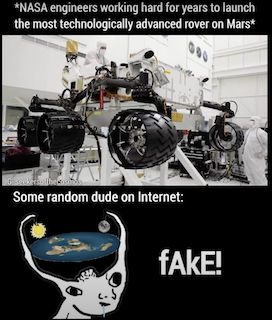 *NASA engineers working hard for years to launch
the most technologically advanced rover on Mars*
Some random dude on Internet:
fAkE!